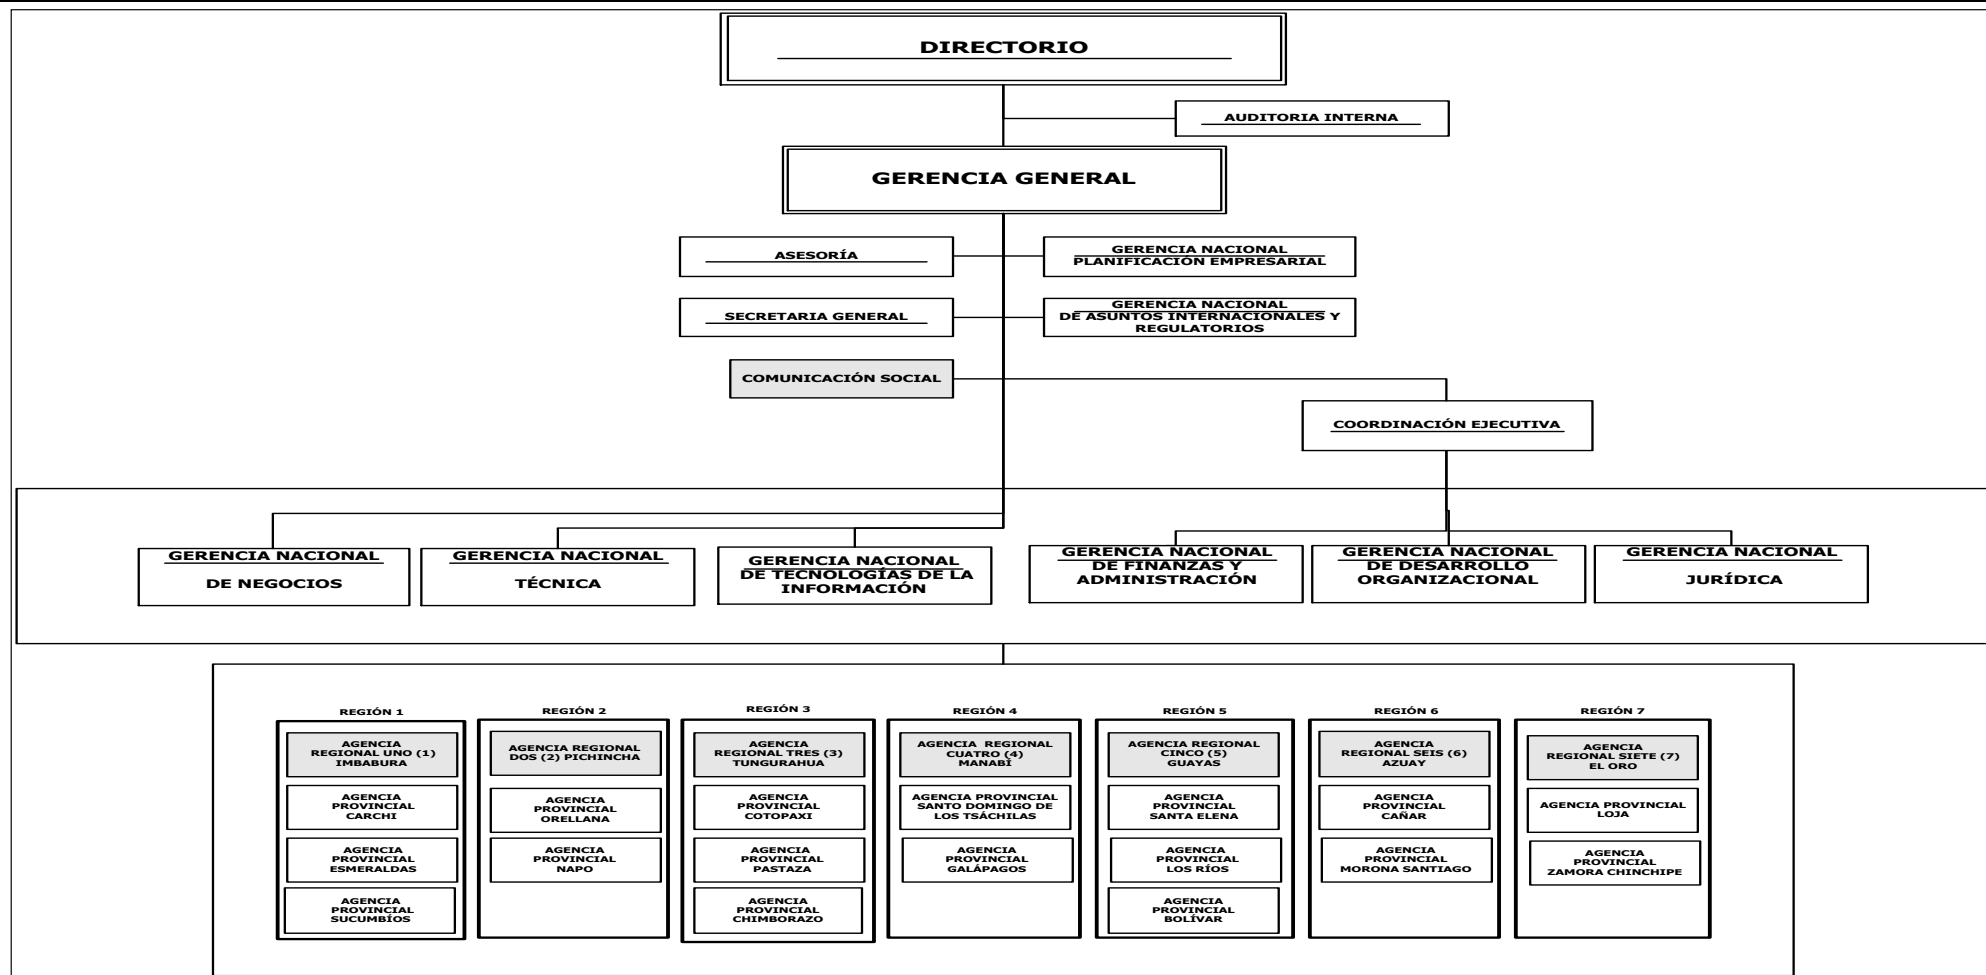 DIRECTORIO
AUDITORIA INTERNA
GERENCIA GENERAL
ASESORÍA
GERENCIA NACIONAL
PLANIFICACIÓN EMPRESARIAL
SECRETARIA GENERAL
GERENCIA NACIONAL
DE ASUNTOS INTERNACIONALES Y
REGULATORIOS
COMUNICACIÓN SOCIAL
COORDINACIÓN EJECUTIVA
GERENCIA NACIONAL
DE NEGOCIOS
GERENCIA NACIONAL
TÉCNICA
GERENCIA NACIONAL
DE TECNOLOGÍAS DE LA
INFORMACIÓN
GERENCIA NACIONAL
DE FINANZAS Y
ADMINISTRACIÓN
GERENCIA NACIONAL
DE DESARROLLO
ORGANIZACIONAL
GERENCIA NACIONAL
JURÍDICA
REGIÓN 1
AGENCIA
REGIONAL UNO (1)
IMBABURA
AGENCIA
PROVINCIAL
CARCHI
AGENCIA
PROVINCIAL
ESMERALDAS
AGENCIA
PROVINCIAL
SUCUMBÍOS
REGIÓN 2
AGENCIA REGIONAL
DOS (2) PICHINCHA
AGENCIA
PROVINCIAL
ORELLANA
AGENCIA
PROVINCIAL
NAPO
REGIÓN 3
AGENCIA
REGIONAL TRES (3)
TUNGURAHUA
AGENCIA
PROVINCIAL
COTOPAXI
AGENCIA
PROVINCIAL
PASTAZA
AGENCIA
PROVINCIAL
CHIMBORAZO
REGIÓN 4
AGENCIA REGIONAL
CUATRO (4)
MANABÍ
AGENCIA PROVINCIAL
SANTO DOMINGO DE
LOS TSÁCHILAS
AGENCIA
PROVINCIAL
GALÁPAGOS
REGIÓN 5
AGENCIA REGIONAL
CINCO (5)
GUAYAS
AGENCIA
PROVINCIAL
SANTA ELENA
AGENCIA
PROVINCIAL
LOS RÍOS
AGENCIA
PROVINCIAL
BOLÍVAR
REGIÓN 6
AGENCIA
REGIONAL SEIS (6)
AZUAY
AGENCIA
PROVINCIAL
CAÑAR
AGENCIA
PROVINCIAL
MORONA SANTIAGO
REGIÓN 7
AGENCIA
REGIONAL SIETE (7)
EL ORO
AGENCIA PROVINCIAL
LOJA
AGENCIA
PROVINCIAL
ZAMORA CHINCHIPE